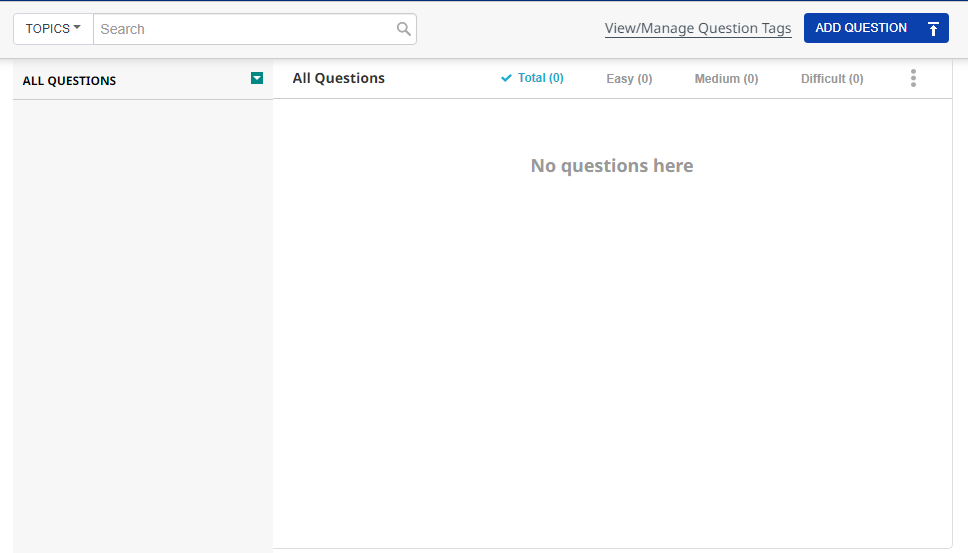 TOPICS Search View/Manage Question Tags ADD QUESTION
ALL QUESTIONS All Questions Total (0) Easy (0) Medium (0) Difficult (0)
No questions here